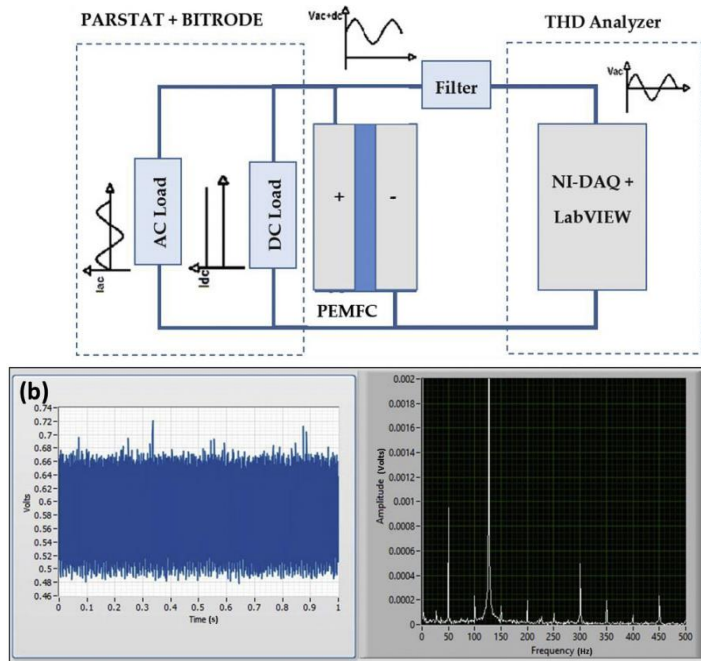 PARSTAT + BITRODE
Vac+dc
THD Analyzer
Vac
Filter
AC Load
Iac
DC Load
Idc
+
-
NI-DAQ +
LabVIEW
PEMFC
(b)
0.74
0.72
0.7
0.68
0.66
0.64
0.62
0.6
0.58
0.56
0.54
0.52
0.5
0.48
0.46
Volts
0
0.1
0.2
0.3
0.4
0.5
0.6
0.7
0.8
0.9
1
Time (s)
0.002
0.0018
0.0016
0.0014
0.0012
0.001
0.0008
0.0006
0.0004
0.0002
0
Amplitude (Volts)
0
50
100
150
200
250
300
350
400
450
500
Frequency (Hz)